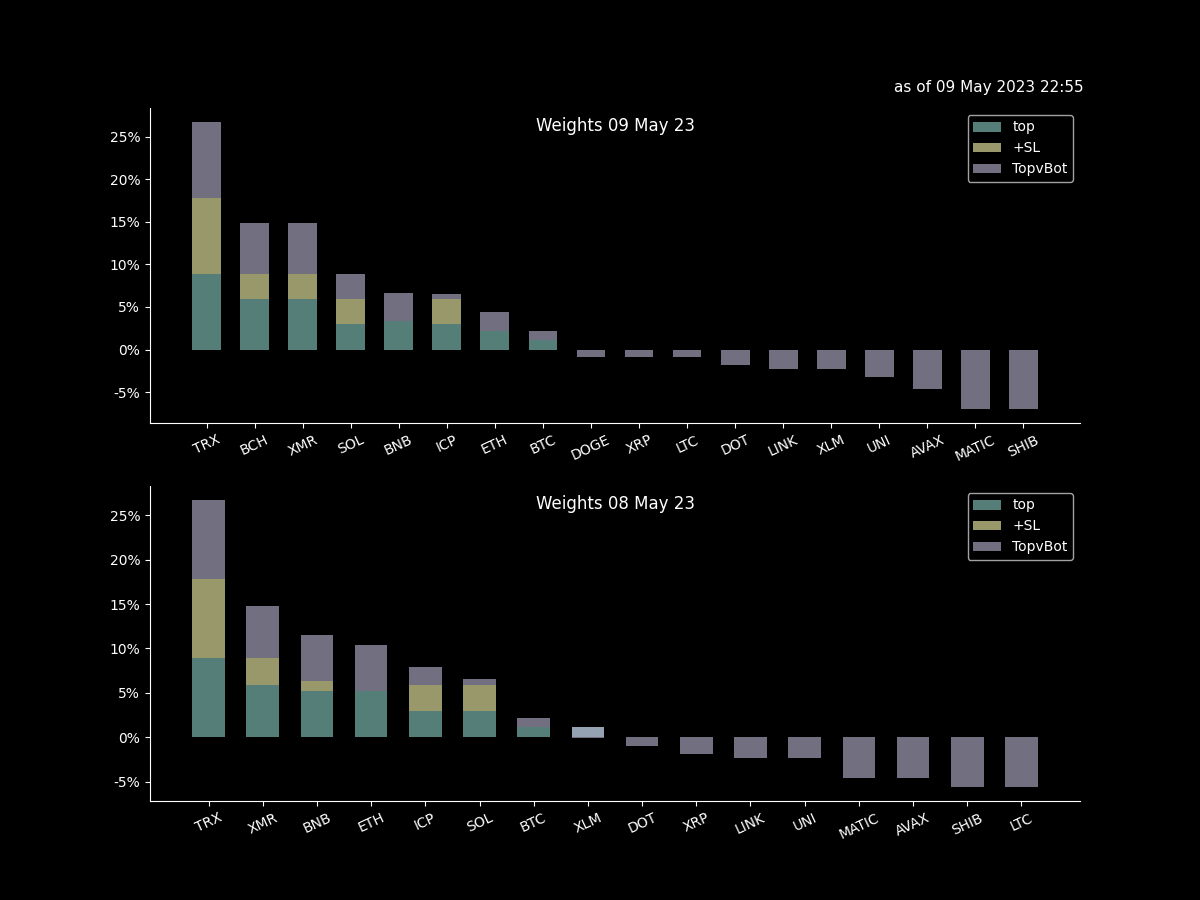 as of 09 May 2023 22:55
Weights 09 May 23
top
+SL
TopvBot
25%
20%
15%
10%
5%
0%
-5%
TRX BCH XMR SOL BNB ICP ETH BTC DOGE XRP LTC DOT LINK XLM UNI AVAX MATIC SHIB
Weights 08 May 23
top
+SL
TopvBot
25%
20%
15%
10%
5%
0%
-5%
TRX XMR BNB ETH ICP SOL BTC XLM DOT XRP LINK UNI MATIC AVAX SHIB LTC